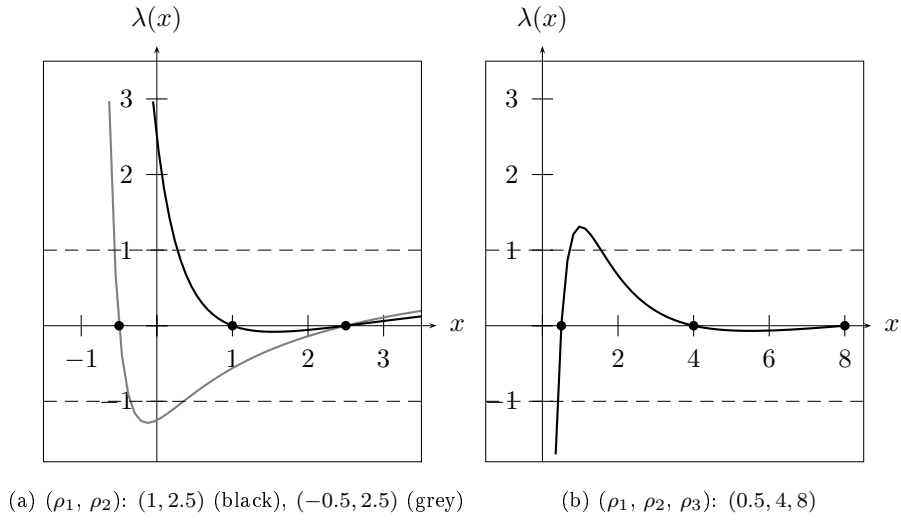 λ(x)
3
2
1
−1
−1
1
2
3
x
(a) (ρ₁, ρ₂): (1, 2.5) (black), (−0.5, 2.5) (grey)
λ(x)
3
2
1
−1
2
4
6
8
x
(b) (ρ₁, ρ₂, ρ₃): (0.5, 4, 8)